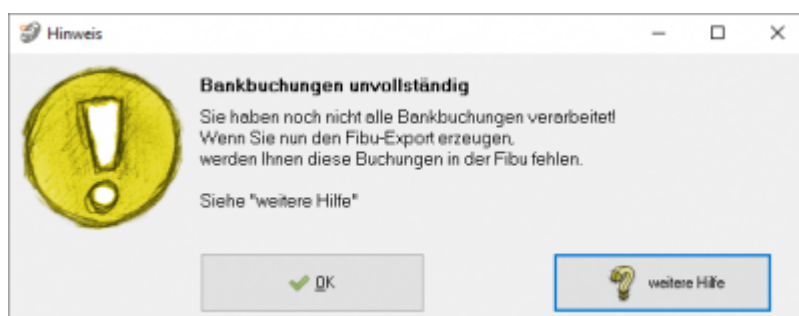 Hinweis
Bankbuchungen unvollständig
Sie haben noch nicht alle Bankbuchungen verarbeitet!
Wenn Sie nun den Fibu-Export erzeugen,
werden Ihnen diese Buchungen in der Fibu fehlen.
Siehe "weitere Hilfe"
OK
weitere Hilfe